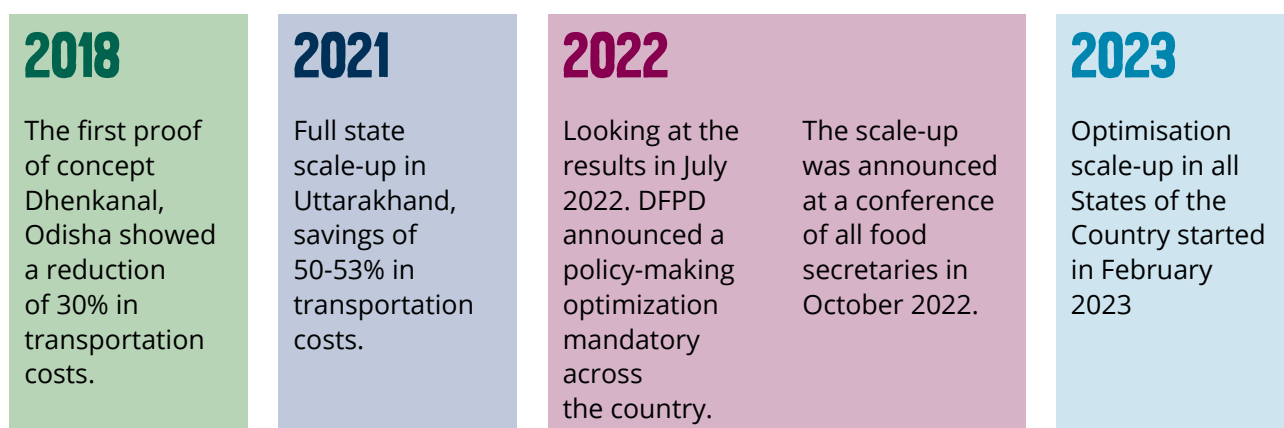 2018
The first proof
of concept
Dhenkanal,
Odisha showed
a reduction
of 30% in
transportation
costs.
2021
Full state
scale-up in
Uttarakhand,
savings of
50-53% in
transportation
costs.
2022
Looking at the
results in July
2022. DFPD
announced a
policy-making
optimization
mandatory
across
the country.
The scale-up
was announced
at a conference
of all food
secretaries in
October 2022.
2023
Optimisation
scale-up in all
States of the
Country started
in February
2023